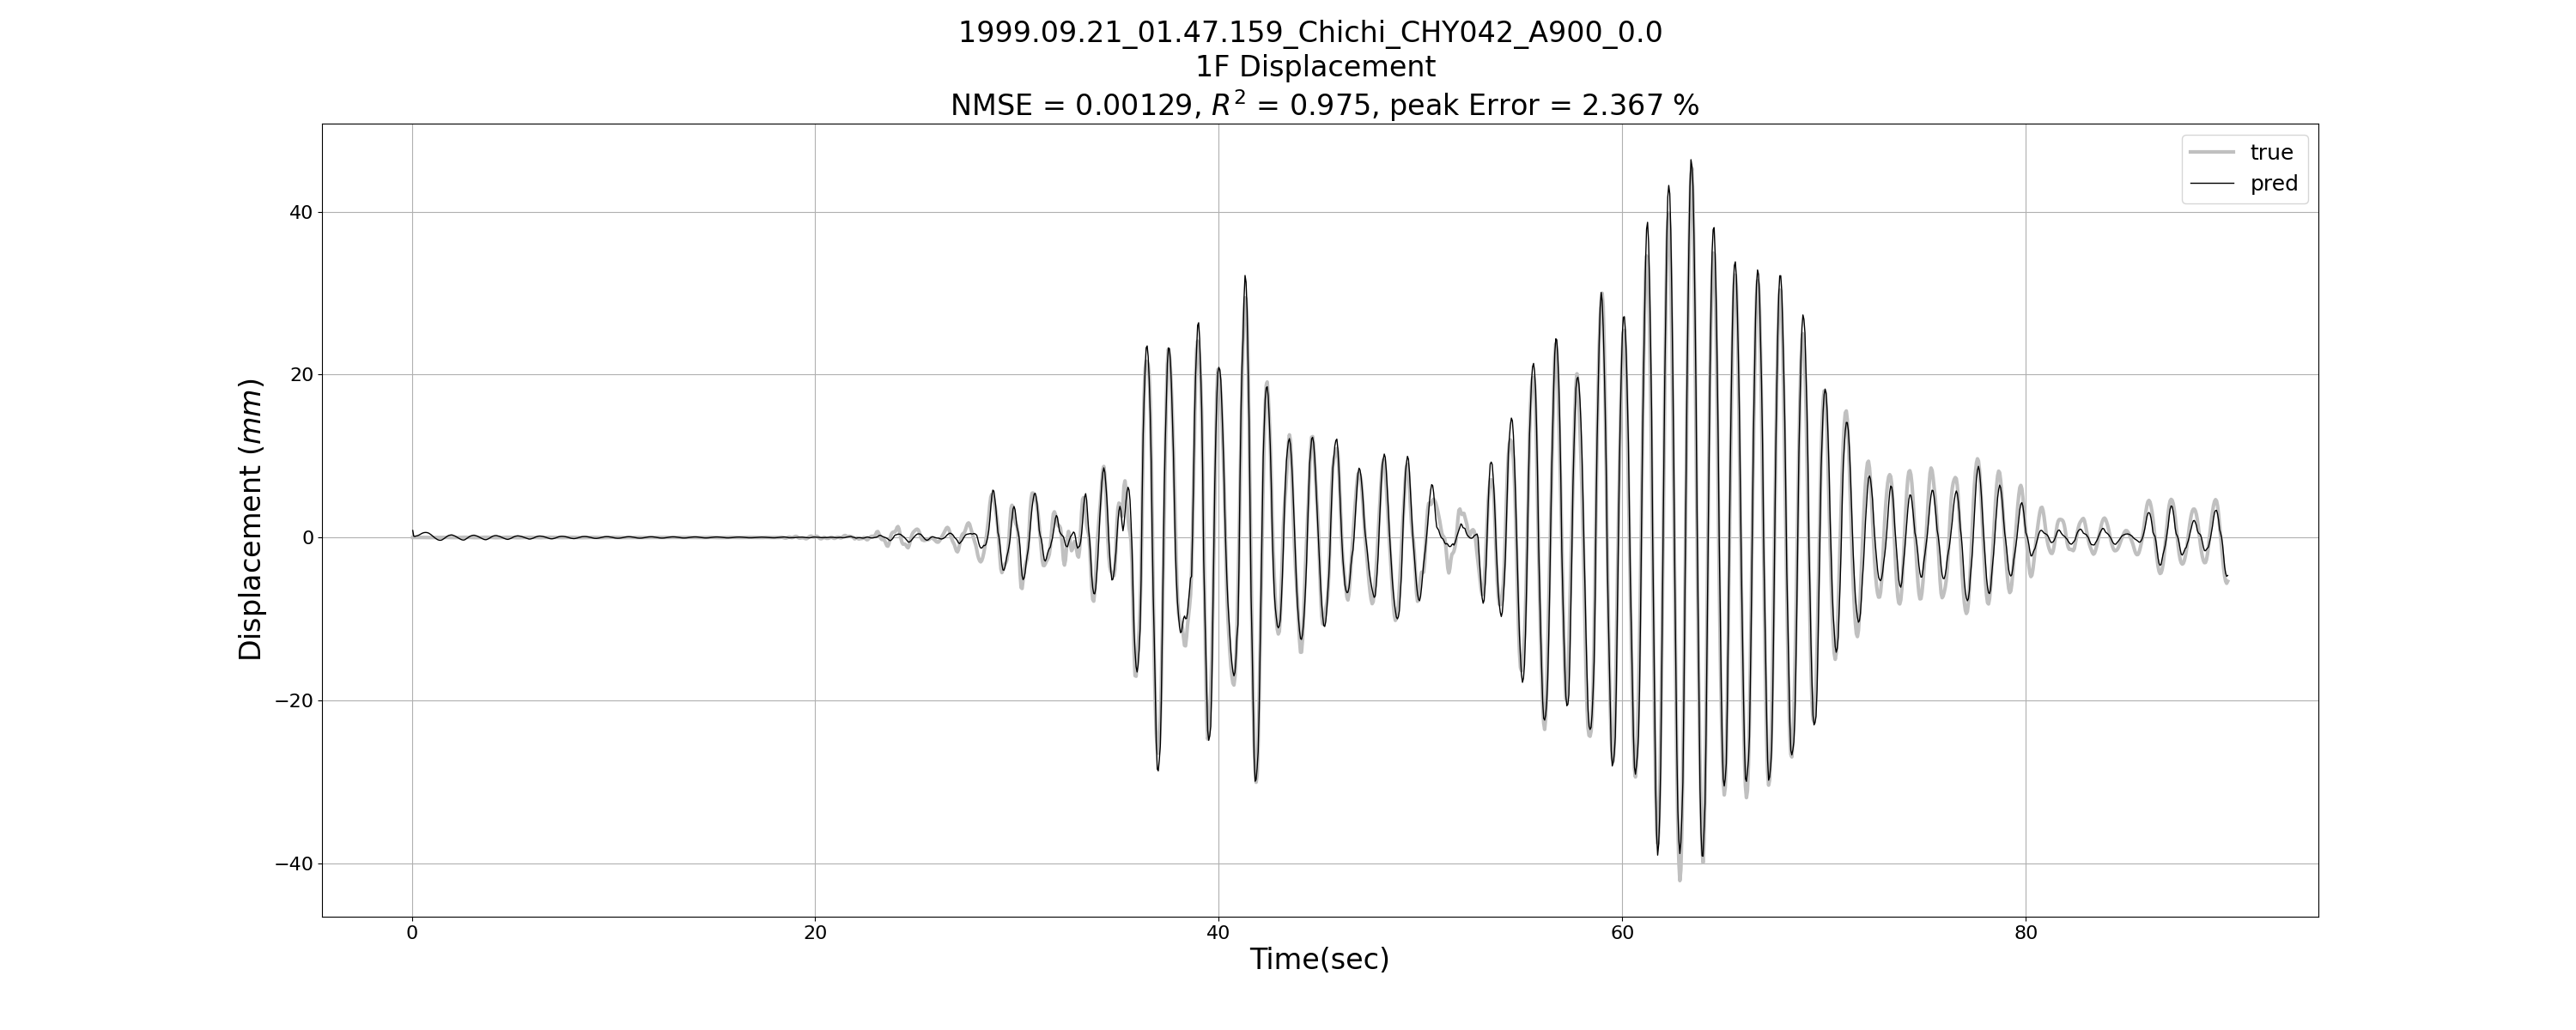 1999.09.21_01.47.159_Chichi_CHY042_A900_0.0
1F Displacement
NMSE = 0.00129, R² = 0.975, peak Error = 2.367 %
true
pred
Displacement (mm)
40
20
0
−20
−40
0 20 40 60 80
Time(sec)